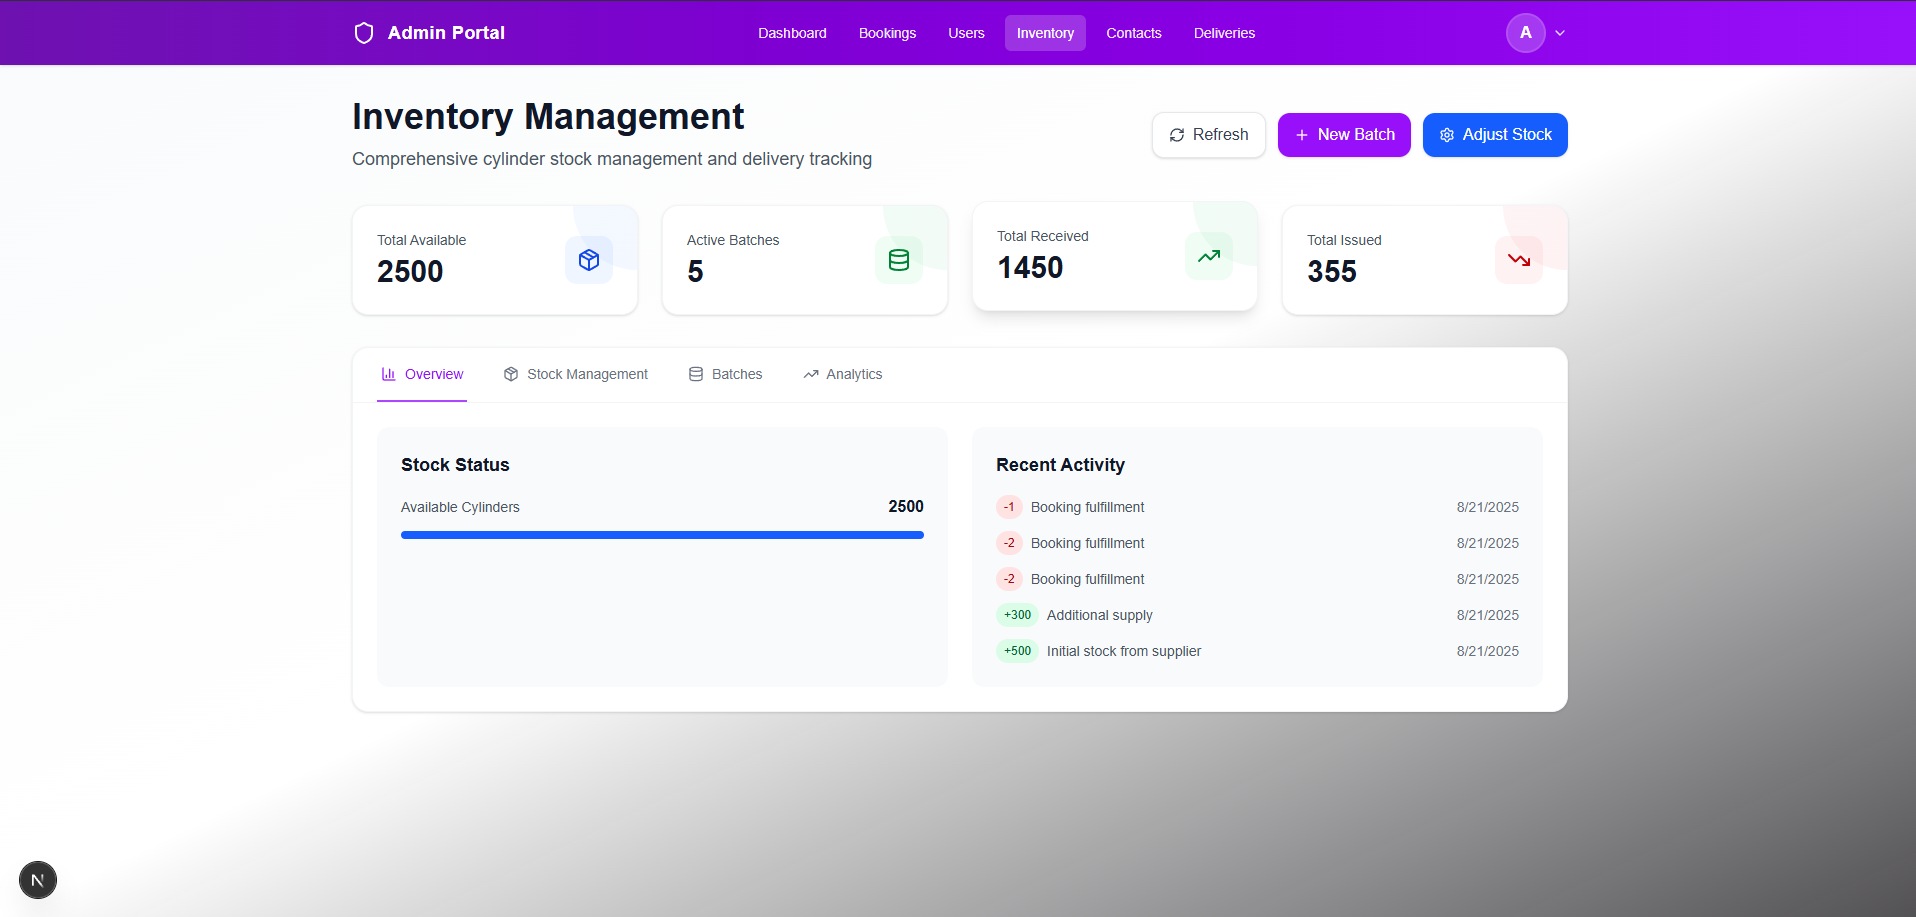 Admin Portal
Dashboard
Bookings
Users
Inventory
Contacts
Deliveries
A
Inventory Management
Comprehensive cylinder stock management and delivery tracking
Refresh
New Batch
Adjust Stock
Total Available
2500
Active Batches
5
Total Received
1450
Total Issued
355
Overview
Stock Management
Batches
Analytics
Stock Status
Available Cylinders 2500
Recent Activity
-1 Booking fulfillment 8/21/2025
-2 Booking fulfillment 8/21/2025
-2 Booking fulfillment 8/21/2025
+300 Additional supply 8/21/2025
+500 Initial stock from supplier 8/21/2025
N